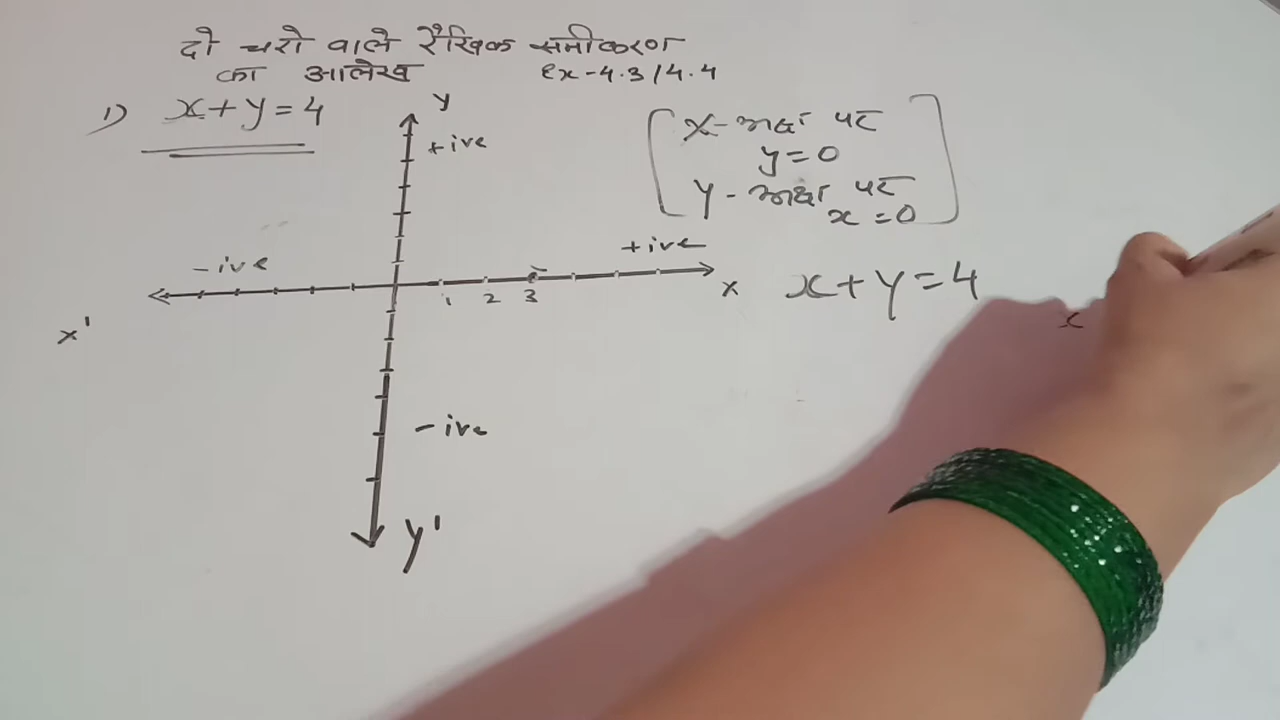 दो चरो वाले रैखिक समीकरण
का आलेख Ex-4.3/4.4
1) x+y=4
y
+ive
x-अक्ष पर
y=0
y-अक्ष पर
x=0
-ive
+ive
1 2 3
x
x'
x+y=4
x
-ive
y'